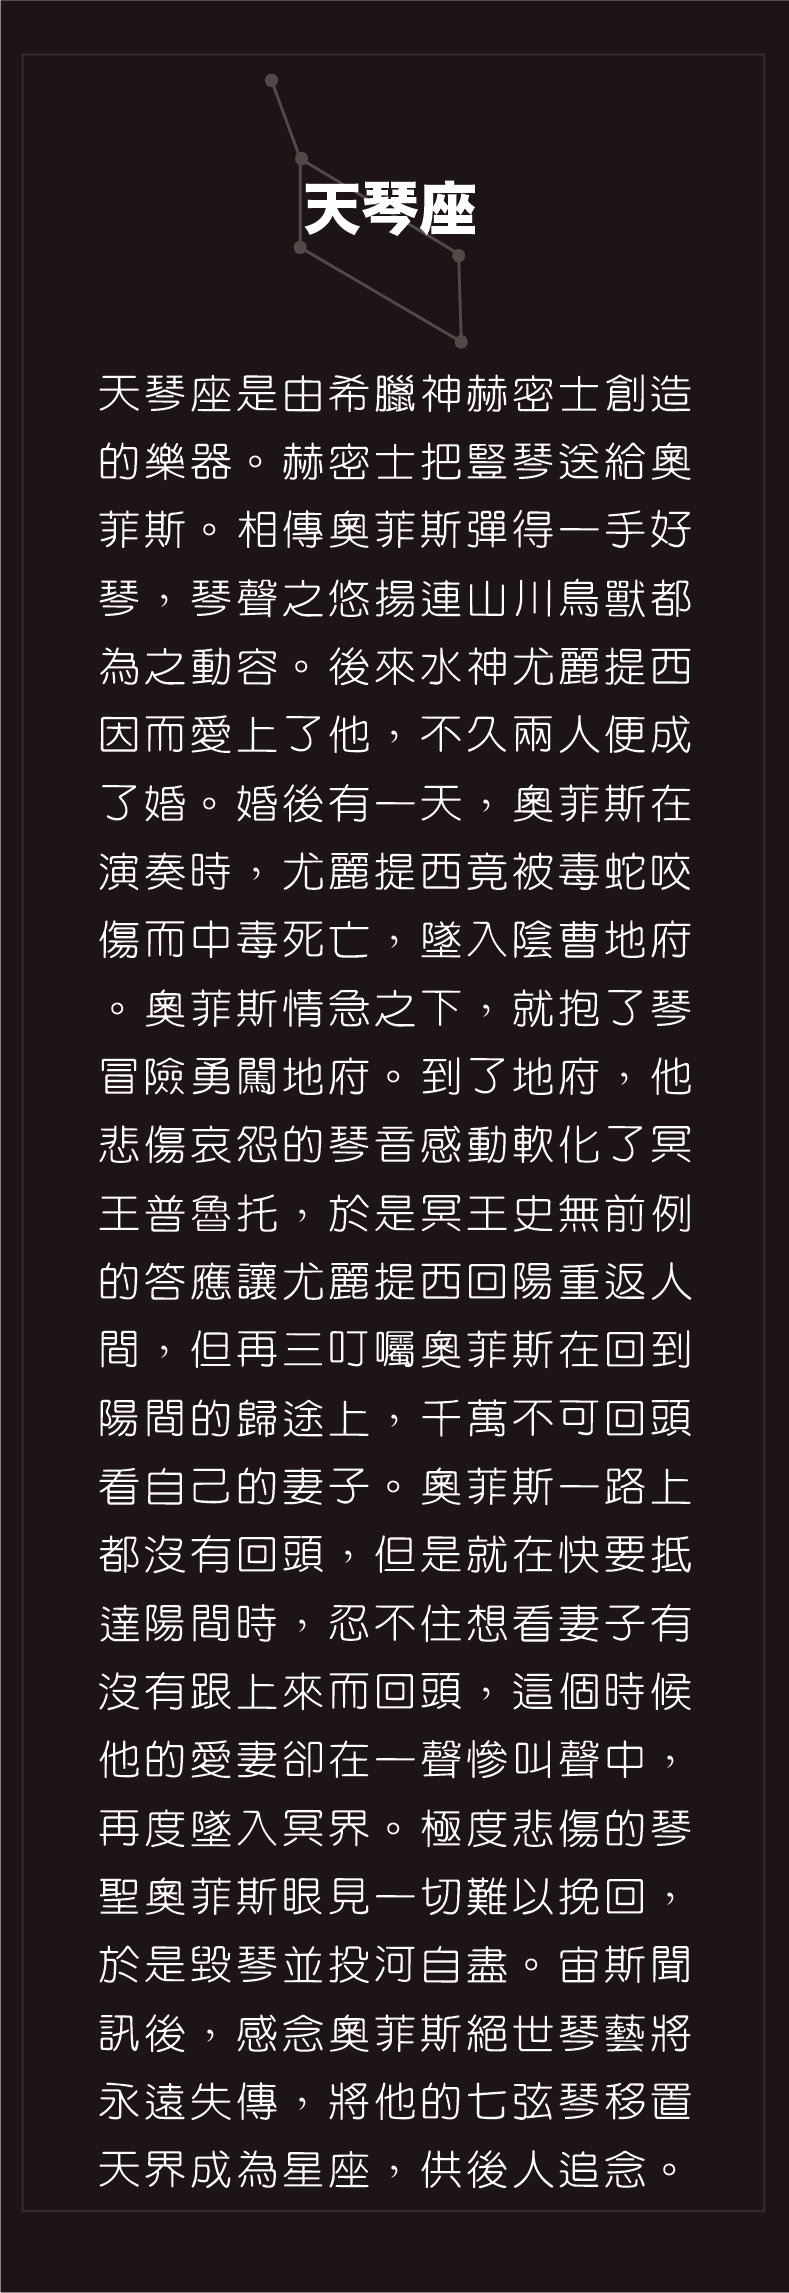 天琴座
天琴座是由希臘神赫密士創造
的樂器。赫密士把豎琴送給奧
菲斯。相傳奧菲斯彈得一手好
琴，琴聲之悠揚連山川鳥獸都
為之動容。後來水神尤麗提西
因而愛上了他，不久兩人便成
了婚。婚後有一天，奧菲斯在
演奏時，尤麗提西竟被毒蛇咬
傷而中毒死亡，墜入陰曹地府
。奧菲斯情急之下，就抱了琴
冒險勇闖地府。到了地府，他
悲傷哀怨的琴音感動軟化了冥
王普魯托，於是冥王史無前例
的答應讓尤麗提西回陽重返人
間，但再三叮囑奧菲斯在回到
陽間的歸途上，千萬不可回頭
看自己的妻子。奧菲斯一路上
都沒有回頭，但是就在快要抵
達陽間時，忍不住想看妻子有
沒有跟上來而回頭，這個時候
他的愛妻卻在一聲慘叫聲中，
再度墜入冥界。極度悲傷的琴
聖奧菲斯眼見一切難以挽回，
於是毀琴並投河自盡。宙斯聞
訊後，感念奧菲斯絕世琴藝將
永遠失傳，將他的七弦琴移置
天界成為星座，供後人追念。